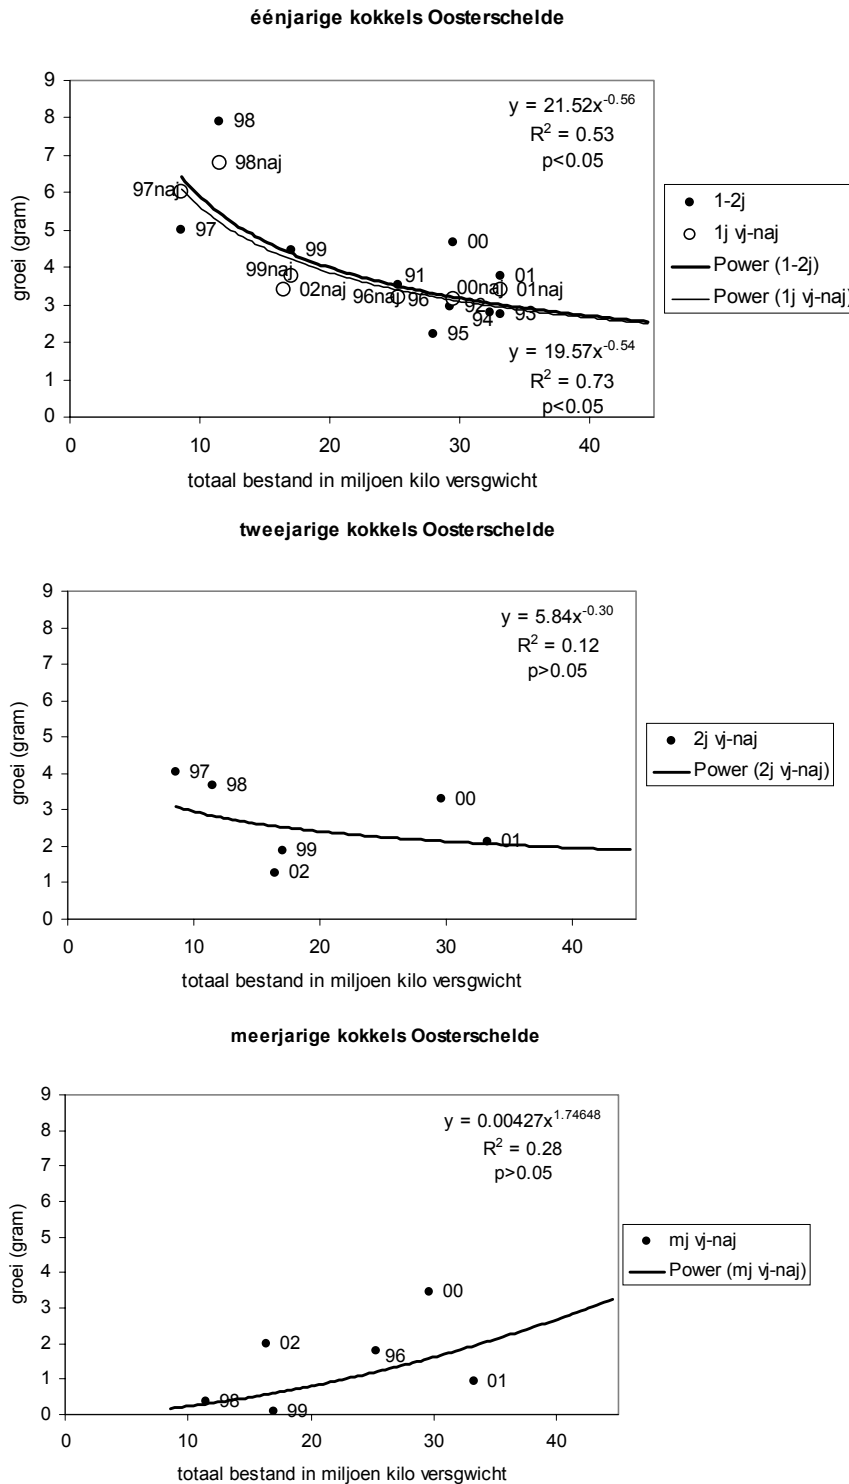 éénjarige kokkels Oosterschelde
9
8
7
6
5
4
3
2
1
0
groei (gram)
y = 21.52x^-0.56
R² = 0.53
p<0.05
98
98naj
97naj
97
99
99naj
02naj
91
96naj
96
00
00naj
92
01
01naj
93
94
95
y = 19.57x^-0.54
R² = 0.73
p<0.05
0 10 20 30 40
totaal bestand in miljoen kilo versgwicht
1-2j
1j vj-naj
Power (1-2j)
Power (1j vj-naj)
tweejarige kokkels Oosterschelde
9
8
7
6
5
4
3
2
1
0
groei (gram)
y = 5.84x^-0.30
R² = 0.12
p>0.05
97
98
99
02
00
01
0 10 20 30 40
totaal bestand in miljoen kilo versgwicht
2j vj-naj
Power (2j vj-naj)
meerjarige kokkels Oosterschelde
9
8
7
6
5
4
3
2
1
0
groei (gram)
y = 0.00427x^1.74648
R² = 0.28
p>0.05
00
02
96
01
98
99
0 10 20 30 40
totaal bestand in miljoen kilo versgwicht
mj vj-naj
Power (mj vj-naj)